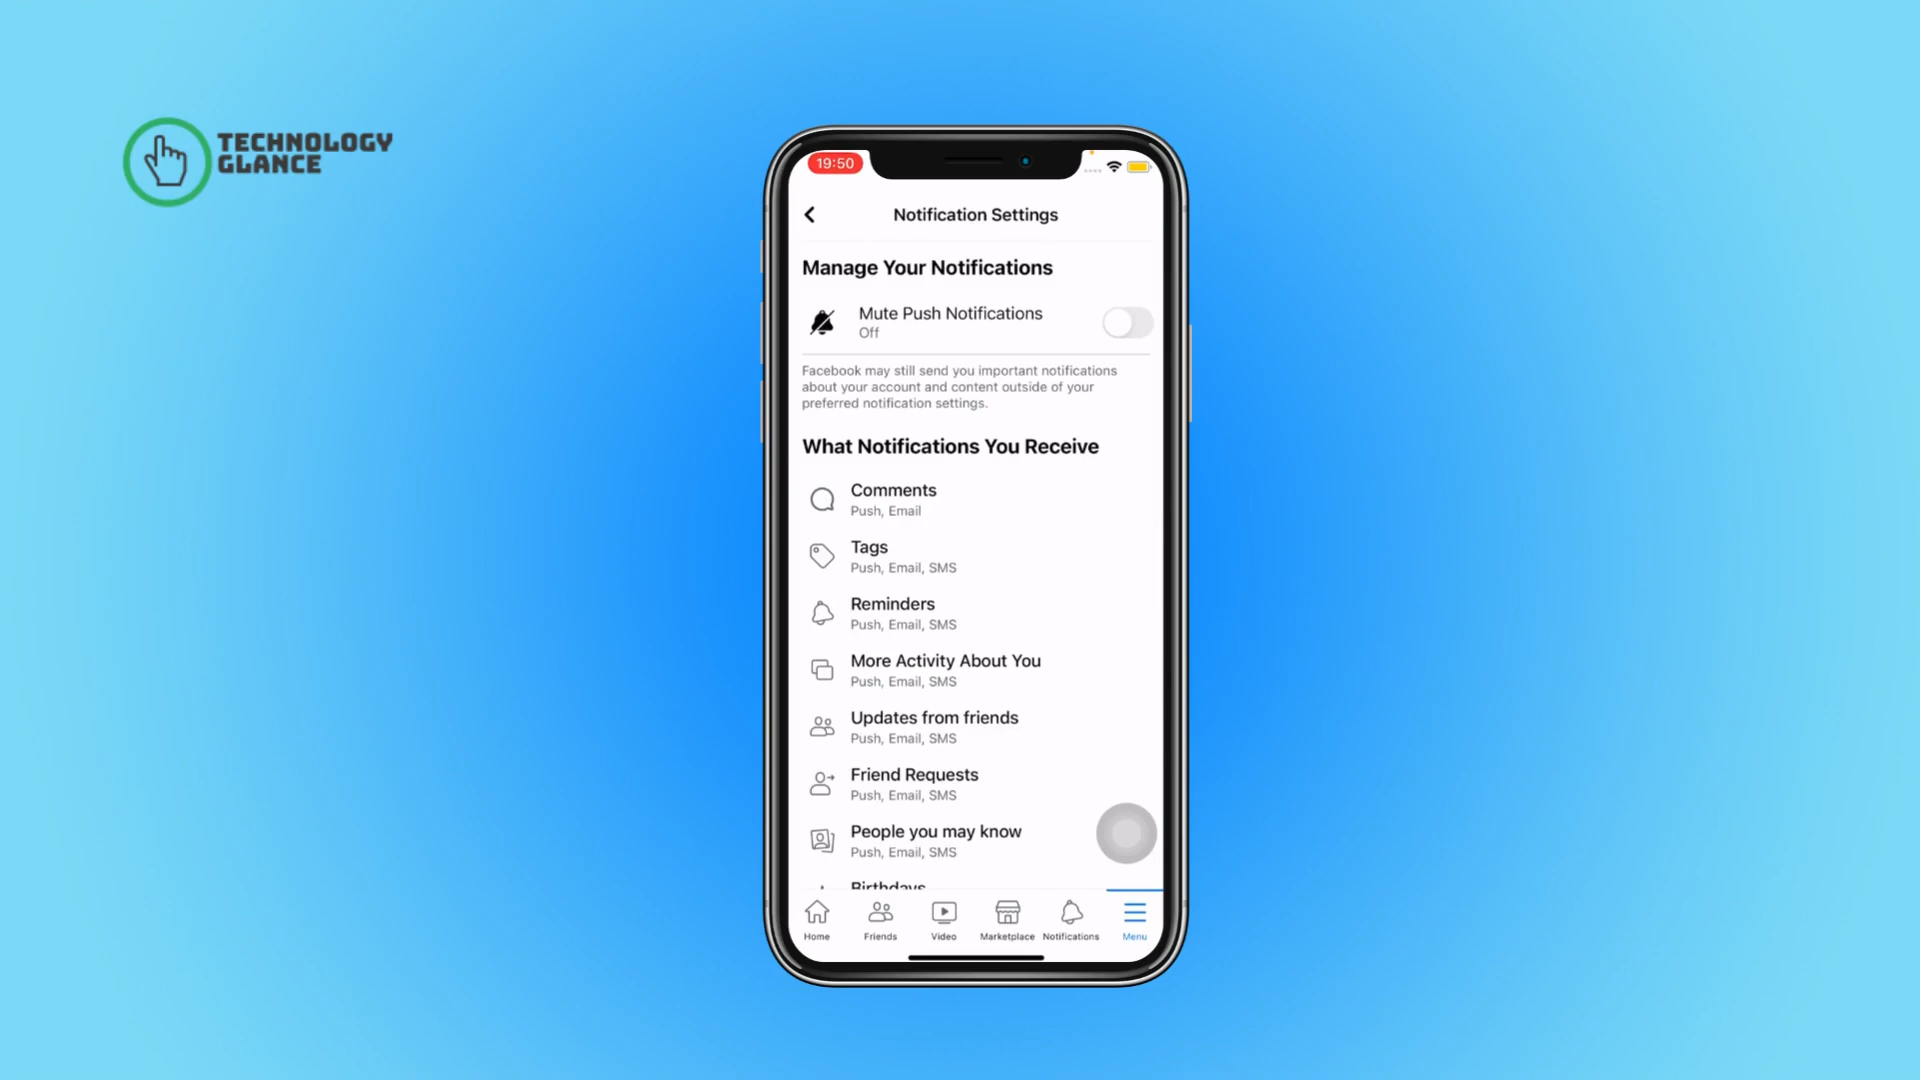 TECHNOLOGY
GLANCE
19:50
Notification Settings
Manage Your Notifications
Mute Push Notifications
Off
Facebook may still send you important notifications
about your account and content outside of your
preferred notification settings.
What Notifications You Receive
Comments
Push, Email
Tags
Push, Email, SMS
Reminders
Push, Email, SMS
More Activity About You
Push, Email, SMS
Updates from friends
Push, Email, SMS
Friend Requests
Push, Email, SMS
People you may know
Push, Email, SMS
Birthdays
Home
Friends
Video
Marketplace
Notifications
Menu